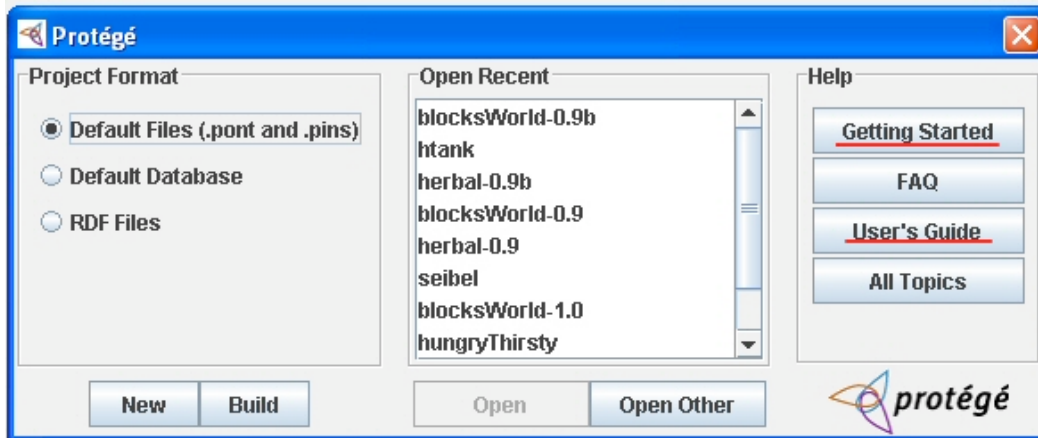 Protégé
Project Format
Default Files (.pont and .pins)
Default Database
RDF Files
New
Build
Open Recent
blocksWorld-0.9b
htank
herbal-0.9b
blocksWorld-0.9
herbal-0.9
seibel
blocksWorld-1.0
hungryThirsty
Open
Open Other
Help
Getting Started
FAQ
User's Guide
All Topics
protégé